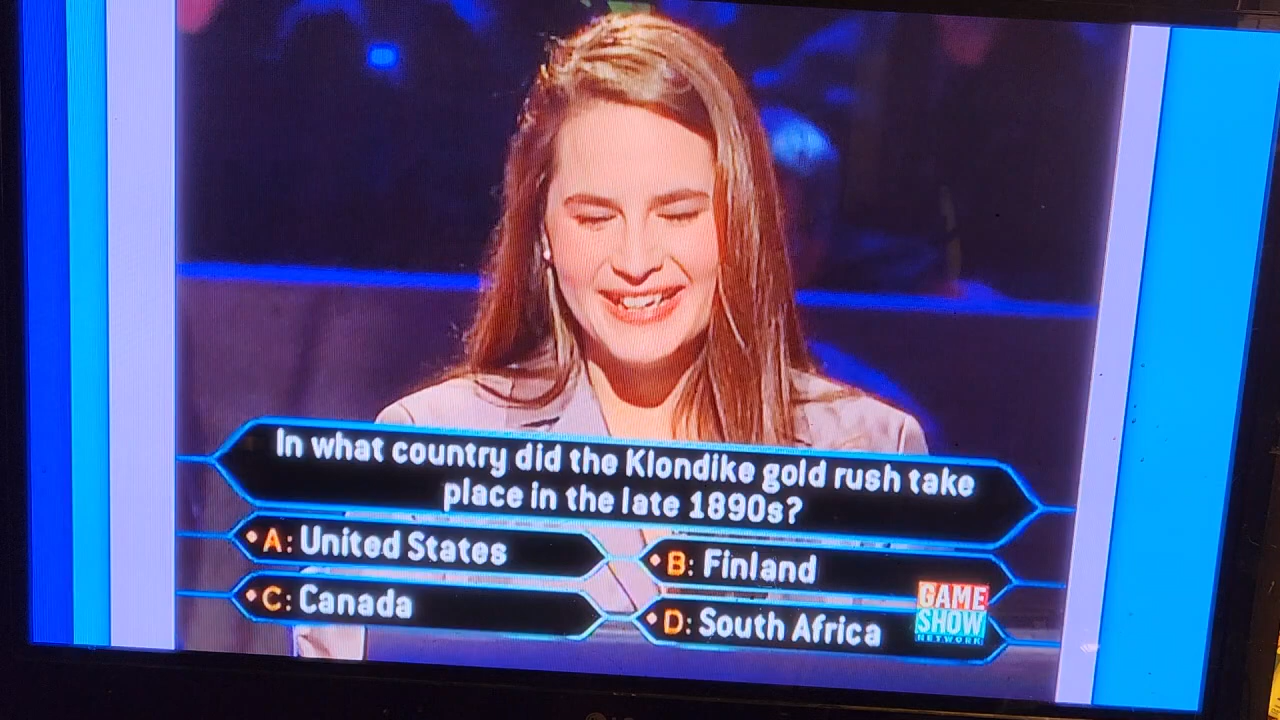 In what country did the Klondike gold rush take
place in the late 1890s?
A: United States
B: Finland
C: Canada
D: South Africa
GAME
SHOW
NETWORK